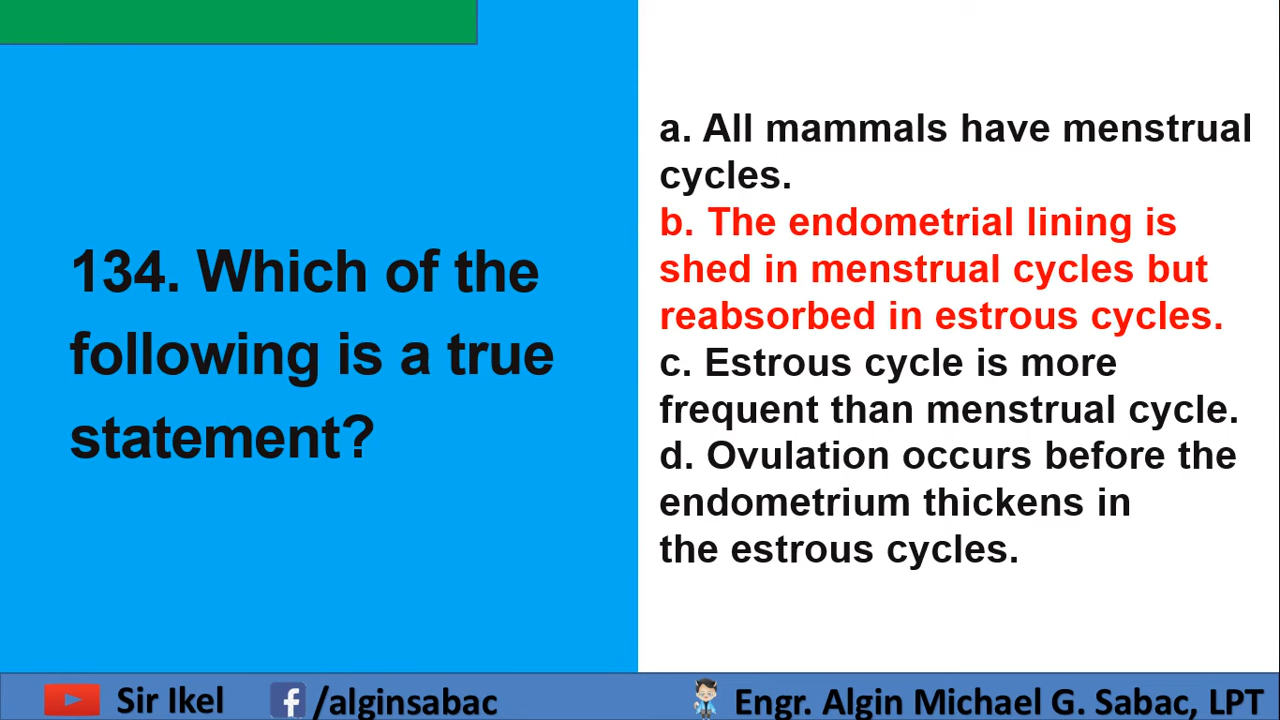 134. Which of the
following is a true
statement?
a. All mammals have menstrual
cycles.
b. The endometrial lining is
shed in menstrual cycles but
reabsorbed in estrous cycles.
c. Estrous cycle is more
frequent than menstrual cycle.
d. Ovulation occurs before the
endometrium thickens in
the estrous cycles.
Sir Ikel
f /alginsabac
Engr. Algin Michael G. Sabac, LPT